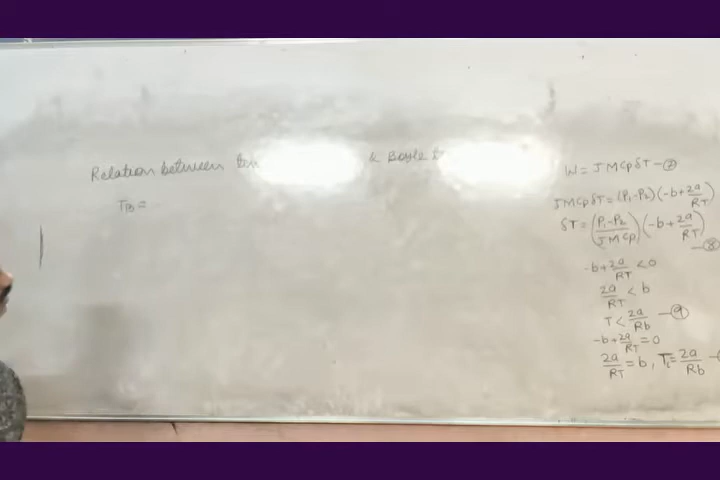 Relation between & Boyle
T_B =
W = JMCpδT -⑦
JMCpδT = (P₁-P₂)(-b+2a/RT)
δT = (P₁-P₂/JMCp)(-b+2a/RT) -⑧
-b+2a/RT < 0
2a/RT < b
T < 2a/Rb -⑨
-b+2a/RT = 0
2a/RT = b, Tᵢ = 2a/Rb